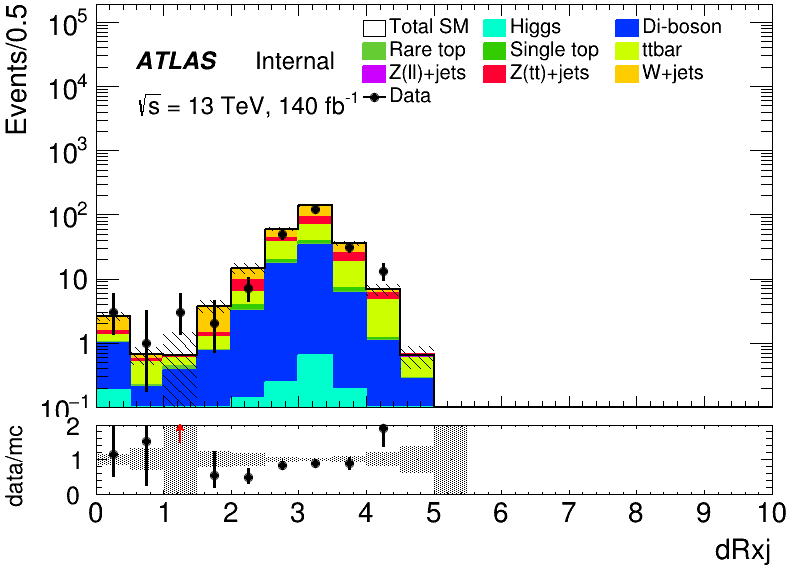 Events/0.5
10⁵
10⁴
10³
10²
10
1
10⁻¹
ATLAS Internal
√s = 13 TeV, 140 fb⁻¹
Total SM Higgs Di-boson
Rare top Single top ttbar
Z(ll)+jets Z(tt)+jets W+jets
Data
data/mc
2
1
0
0 1 2 3 4 5 6 7 8 9 10
dRxj